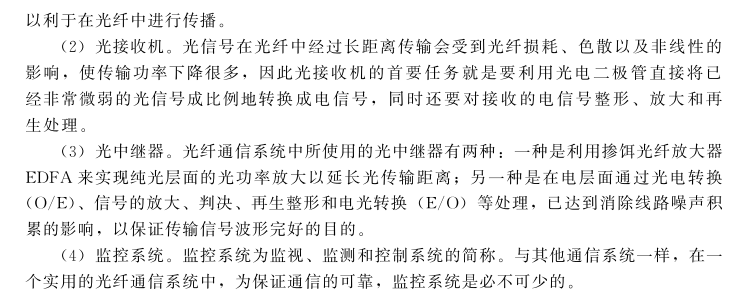 以利于在光纤中进行传播。
（2）光接收机。光信号在光纤中经过长距离传输会受到光纤损耗、色散以及非线性的
影响，使传输功率下降很多，因此光接收机的首要任务就是要利用光电二极管直接将已
经非常微弱的光信号成比例地转换成电信号，同时还要对接收的电信号整形、放大和再
生处理。
（3）光中继器。光纤通信系统中所使用的光中继器有两种：一种是利用掺饵光纤放大器
EDFA 来实现纯光层面的光功率放大以延长光传输距离；另一种是在电层面通过光电转换
（O/E）、信号的放大、判决、再生整形和电光转换（E/O）等处理，已达到消除线路噪声积
累的影响，以保证传输信号波形完好的目的。
（4）监控系统。监控系统为监视、监测和控制系统的简称。与其他通信系统一样，在一
个实用的光纤通信系统中，为保证通信的可靠，监控系统是必不可少的。